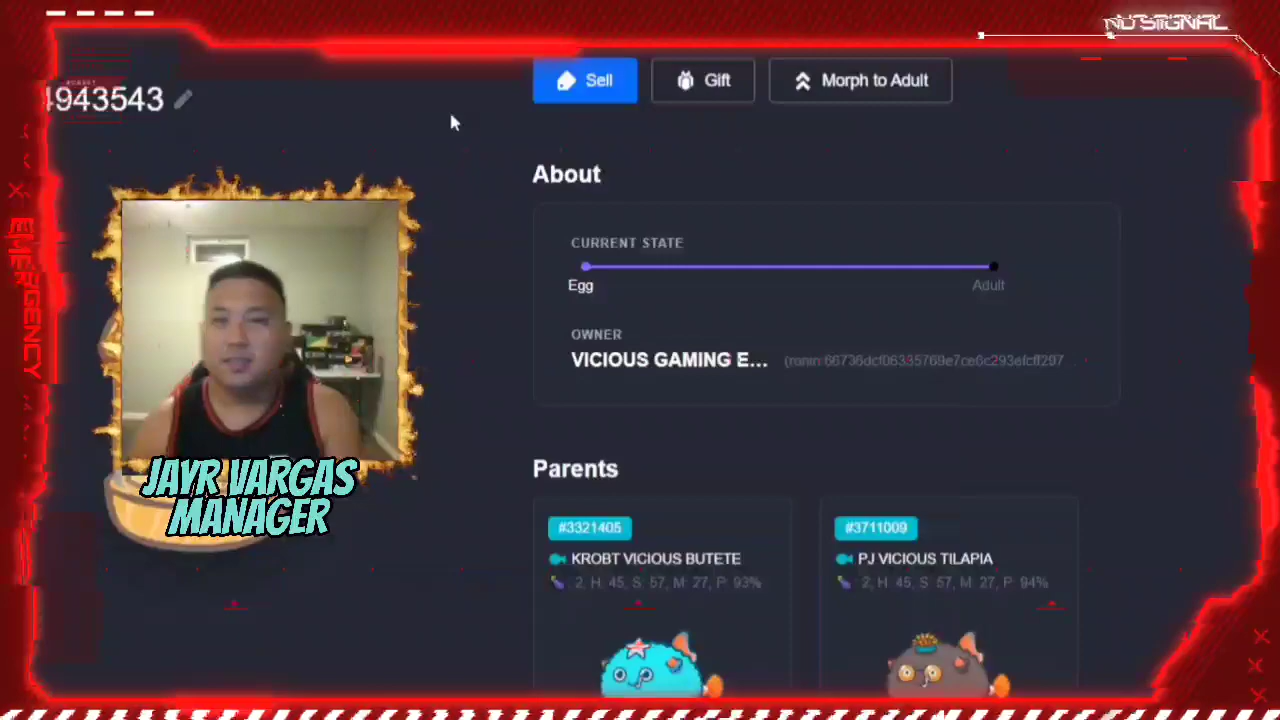 NO SIGNAL
Sell
Gift
Morph to Adult
4943543
About
CURRENT STATE
Egg
Adult
OWNER
VICIOUS GAMING E...
EMERGENCY
JAYR VARGAS
MANAGER
Parents
#3321405
#3711009
KROBT VICIOUS BUTETE
PJ VICIOUS TILAPIA
2, H: 45, S: 57, M: 27, P: 93%
2, H: 45, S: 57, M: 27, P: 94%